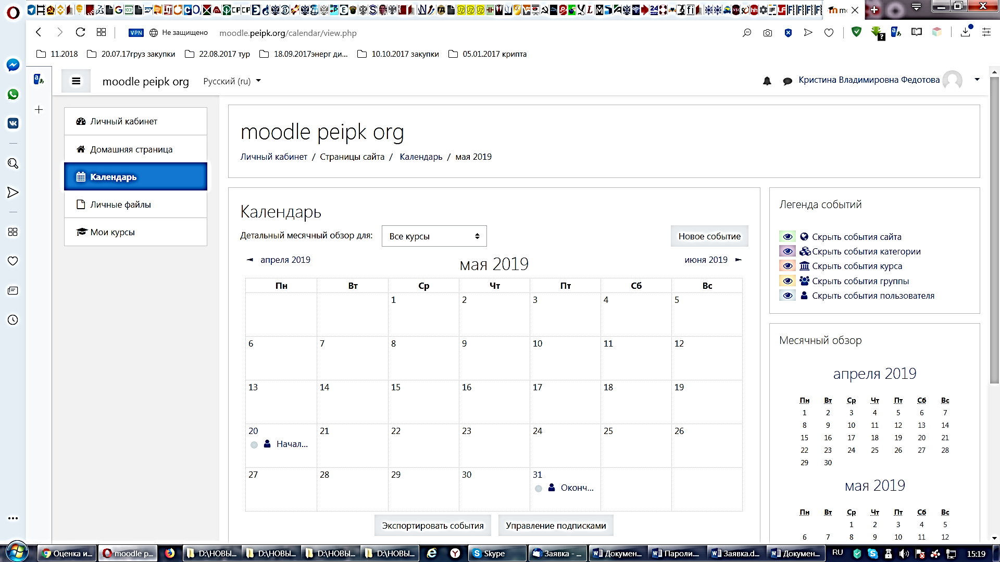 VPN Не защищено moodle.peipk.org/calendar/view.php
11.2018 20.07.17груз закупки 22.08.2017 тур 18.09.2017энерг ди... 10.10.2017 закупки 05.01.2017 крипта
moodle peipk org Русский (ru) Кристина Владимировна Федотова
Личный кабинет
Домашняя страница
Календарь
Личные файлы
Мои курсы
moodle peipk org
Личный кабинет / Страницы сайта / Календарь / мая 2019
Календарь
Детальный месячный обзор для: Все курсы Новое событие
апреля 2019 мая 2019 июня 2019
Пн Вт Ср Чт Пт Сб Вс
1 2 3 4 5
6 7 8 9 10 11 12
13 14 15 16 17 18 19
20 21 22 23 24 25 26
Начал...
27 28 29 30 31
Оконч...
Экспортировать события Управление подписками
Легенда событий
Скрыть события сайта
Скрыть события категории
Скрыть события курса
Скрыть события группы
Скрыть события пользователя
Месячный обзор
апреля 2019
Пн Вт Ср Чт Пт Сб Вс
1 2 3 4 5 6 7
8 9 10 11 12 13 14
15 16 17 18 19 20 21
22 23 24 25 26 27 28
29 30
мая 2019
Пн Вт Ср Чт Пт Сб Вс
1 2 3 4 5
6 7 8 9 10 11 12
Оценка и... moodle p... D:\НОВЫ... D:\НОВЫ... D:\НОВЫ... D:\НОВЫ... Skype Заявка - ... Докумен... Пароли.... Заявка.d... Докумен... RU 15:19